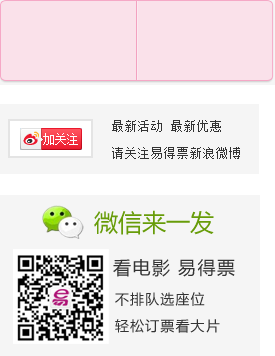 最新活动 最新优惠
加关注
请关注易得票新浪微博
微信来一发
看电影 易得票
易
不排队选座位
轻松订票看大片